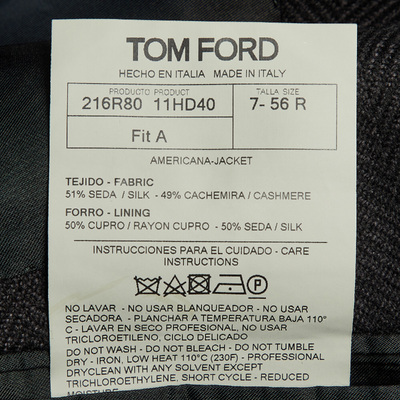 TOM FORD
HECHO EN ITALIA MADE IN ITALY
PRODUCTO PRODUCT
TALLA SIZE
216R80 11HD40
7- 56 R
Fit A
AMERICANA-JACKET
TEJIDO - FABRIC
51% SEDA / SILK - 49% CACHEMIRA / CASHMERE
FORRO - LINING
50% CUPRO / RAYON CUPRO - 50% SEDA / SILK
INSTRUCCIONES PARA EL CUIDADO - CARE
INSTRUCTIONS
P
NO LAVAR - NO USAR BLANQUEADOR - NO USAR
SECADORA - PLANCHAR A TEMPERATURA BAJA 110°
C - LAVAR EN SECO PROFESIONAL, NO USAR
TRICLOROETILENO, CICLO DELICADO
DO NOT WASH - DO NOT BLEACH - DO NOT TUMBLE
DRY - IRON, LOW HEAT 110°C (230F) - PROFESSIONAL
DRYCLEAN WITH ANY SOLVENT EXCEPT
TRICHLOROETHYLENE, SHORT CYCLE - REDUCED
MOISTURE